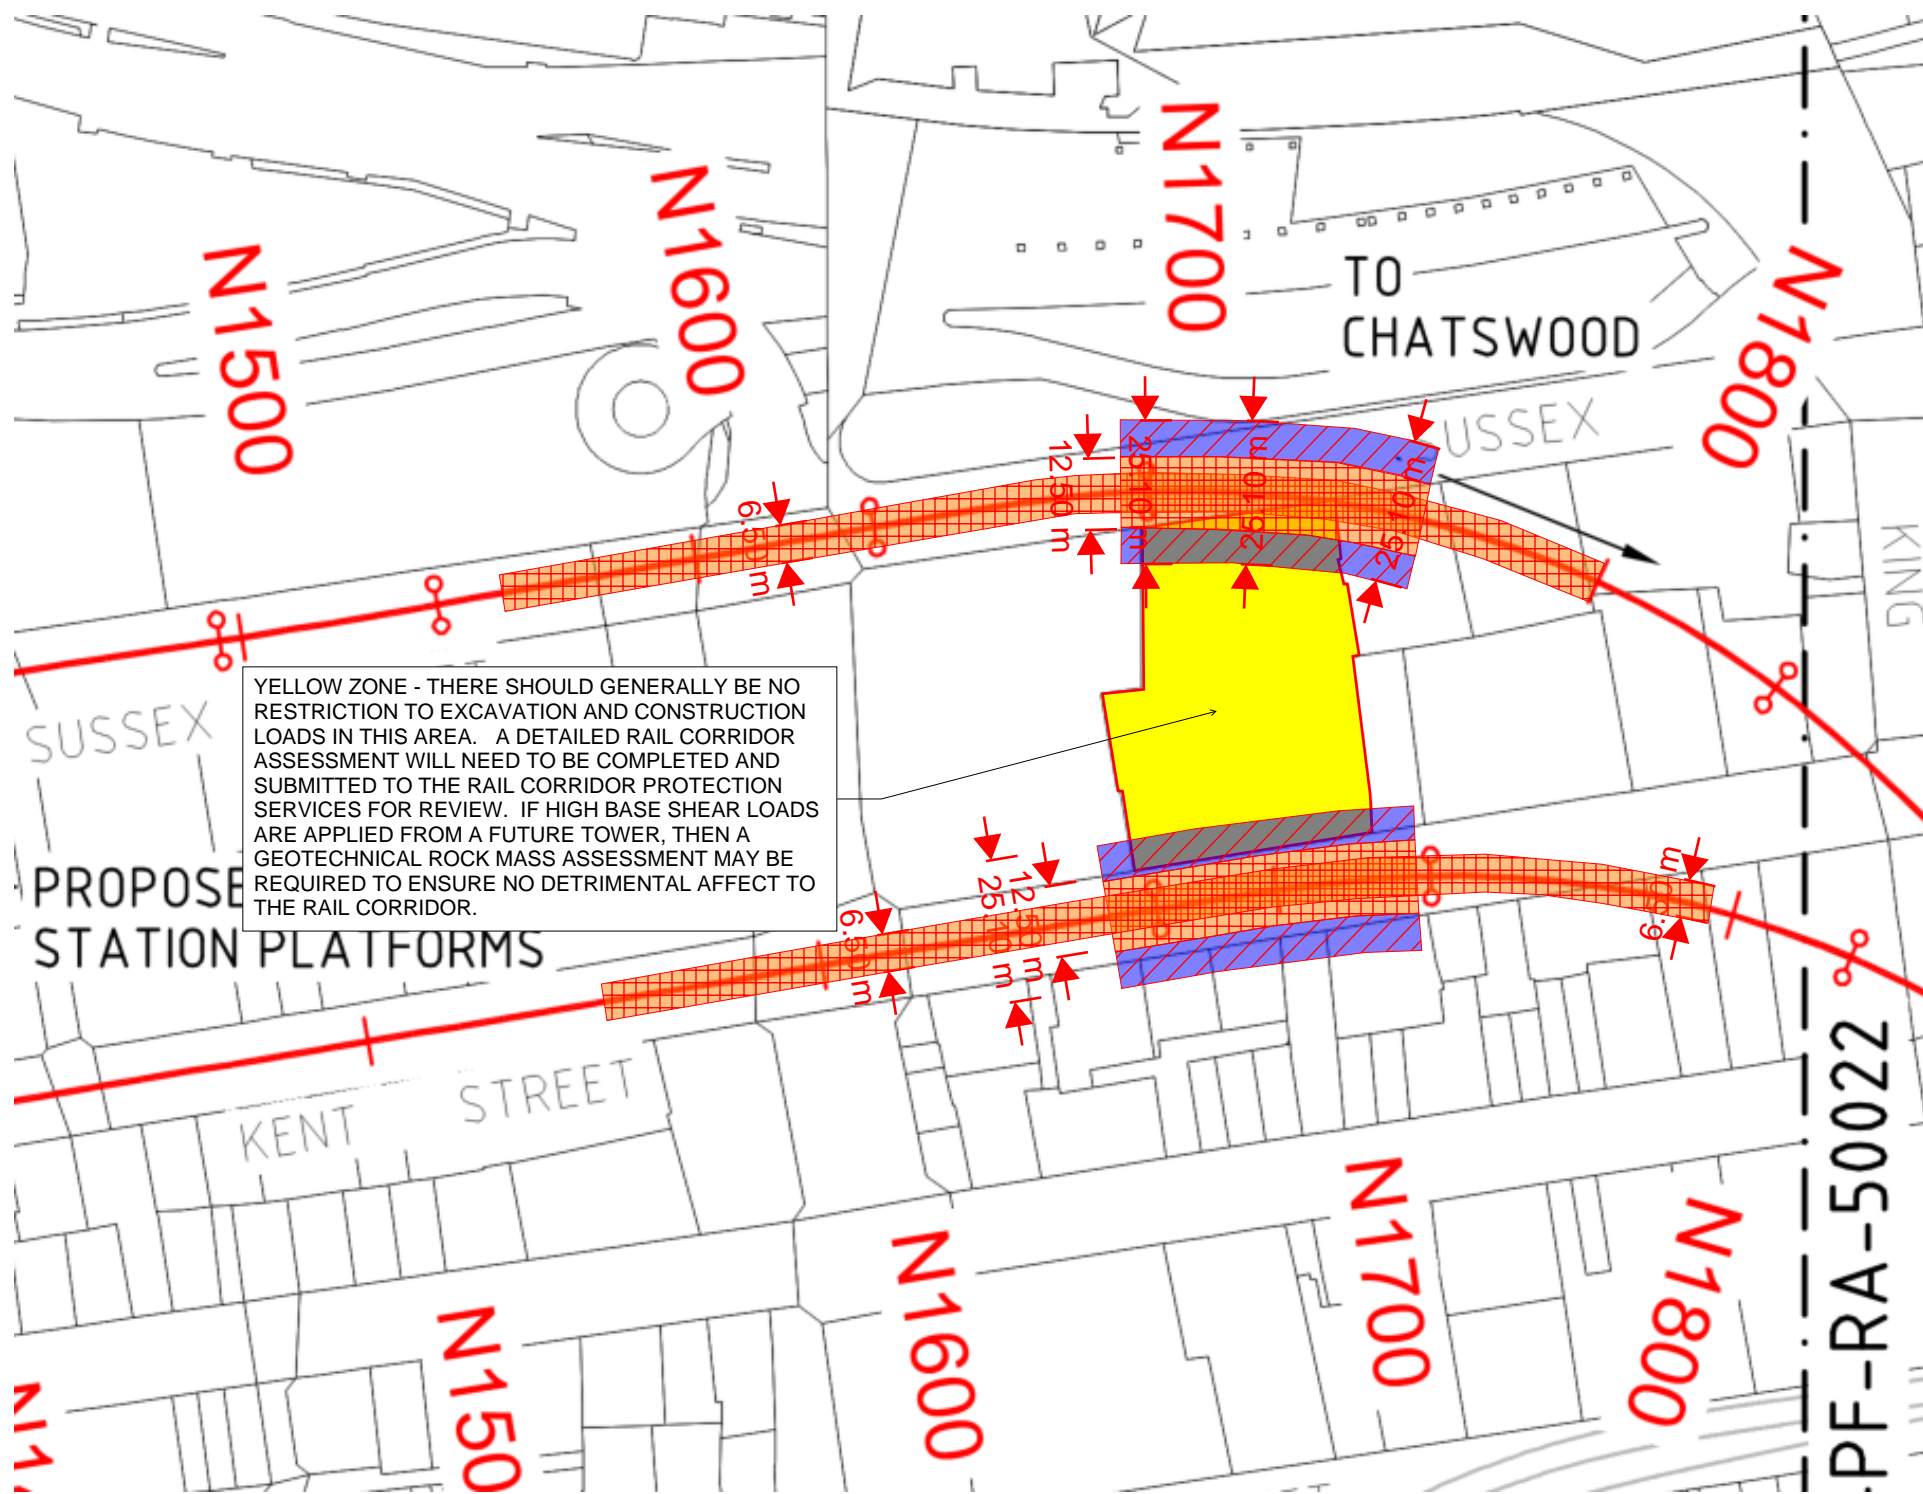 N1700
N1600
N1500
TO
CHATSWOOD
N1800
USSEX
12.50 m
25.10 m
25.10 m
25.10 m
6.50 m
KING
SUSSEX
YELLOW ZONE - THERE SHOULD GENERALLY BE NO
RESTRICTION TO EXCAVATION AND CONSTRUCTION
LOADS IN THIS AREA.   A DETAILED RAIL CORRIDOR
ASSESSMENT WILL NEED TO BE COMPLETED AND
SUBMITTED TO THE RAIL CORRIDOR PROTECTION
SERVICES FOR REVIEW.  IF HIGH BASE SHEAR LOADS
ARE APPLIED FROM A FUTURE TOWER, THEN A
GEOTECHNICAL ROCK MASS ASSESSMENT MAY BE
REQUIRED TO ENSURE NO DETRIMENTAL AFFECT TO
THE RAIL CORRIDOR.
PROPOSE
STATION PLATFORMS
6.50 m
25.10 m
12.50 m
6.50 m
KENT STREET
N1600
N1700
N1800
N150
N1
PF-RA-50022